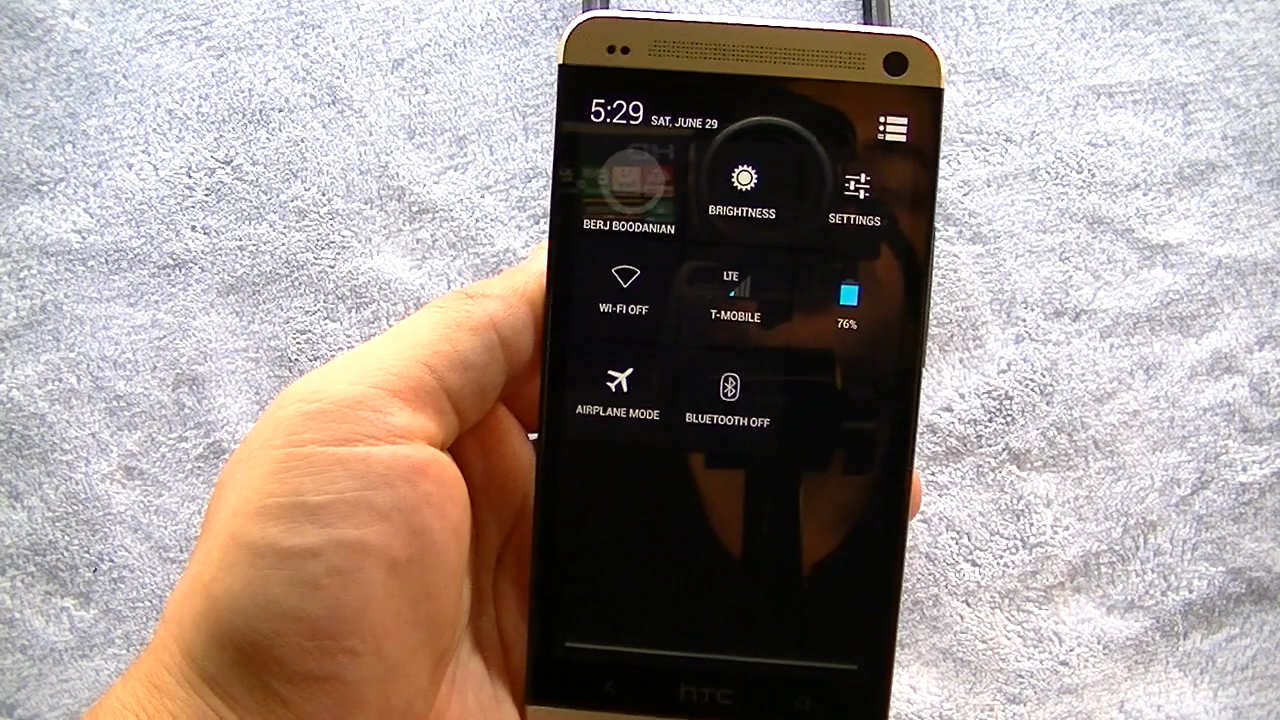 5:29 SAT, JUNE 29
BERJ BOODANIAN
BRIGHTNESS
SETTINGS
WI-FI OFF
LTE
T-MOBILE
76%
AIRPLANE MODE
BLUETOOTH OFF
hTC